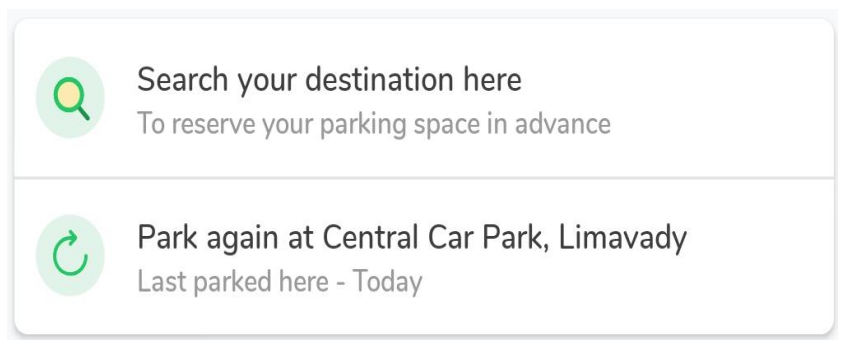 Search your destination here
To reserve your parking space in advance
Park again at Central Car Park, Limavady
Last parked here - Today